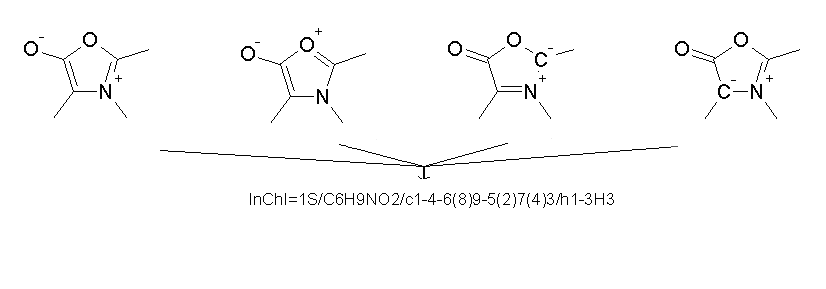 O⁻ O N⁺
O⁻ O⁺ N
O O C⁻ N⁺
O O C⁻ N⁺
InChI=1S/C6H9NO2/c1-4-6(8)9-5(2)7(4)3/h1-3H3